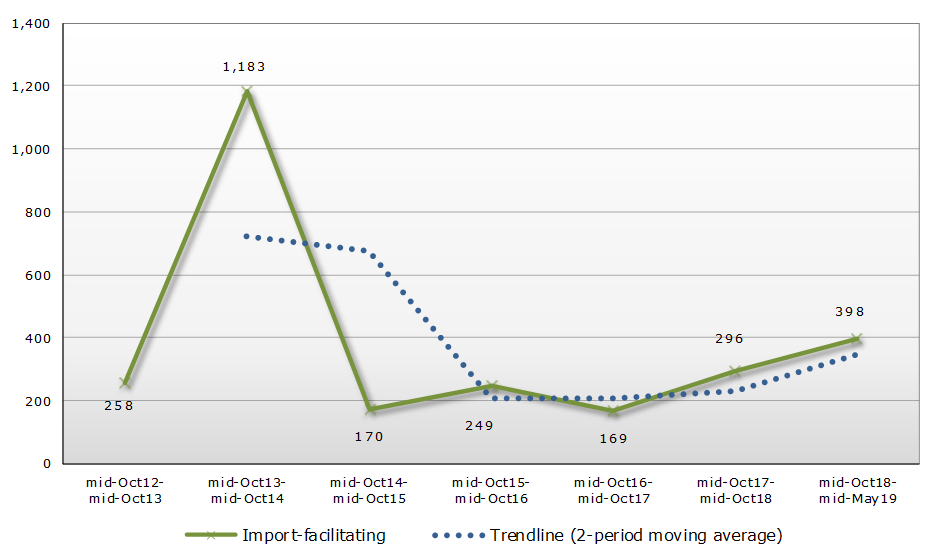 1,400
1,200
1,000
800
600
400
200
0
258
1,183
170
249
169
296
398
mid-Oct12-
mid-Oct13
mid-Oct13-
mid-Oct14
mid-Oct14-
mid-Oct15
mid-Oct15-
mid-Oct16
mid-Oct16-
mid-Oct17
mid-Oct17-
mid-Oct18
mid-Oct18-
mid-May19
Import-facilitating
Trendline (2-period moving average)